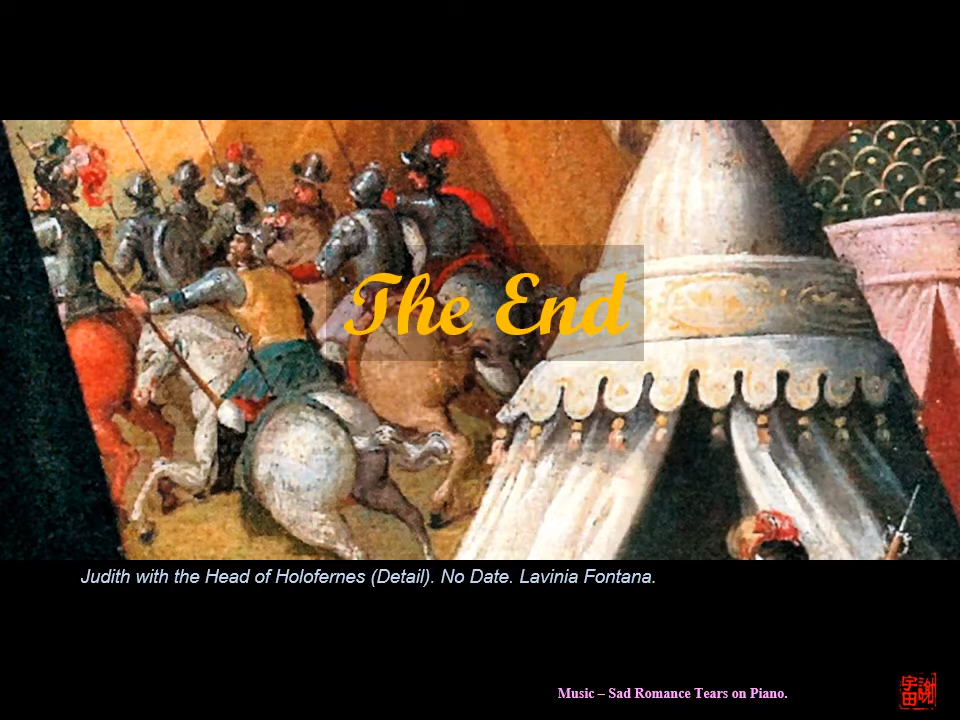 The End
Judith with the Head of Holofernes (Detail). No Date. Lavinia Fontana.
Music – Sad Romance Tears on Piano.